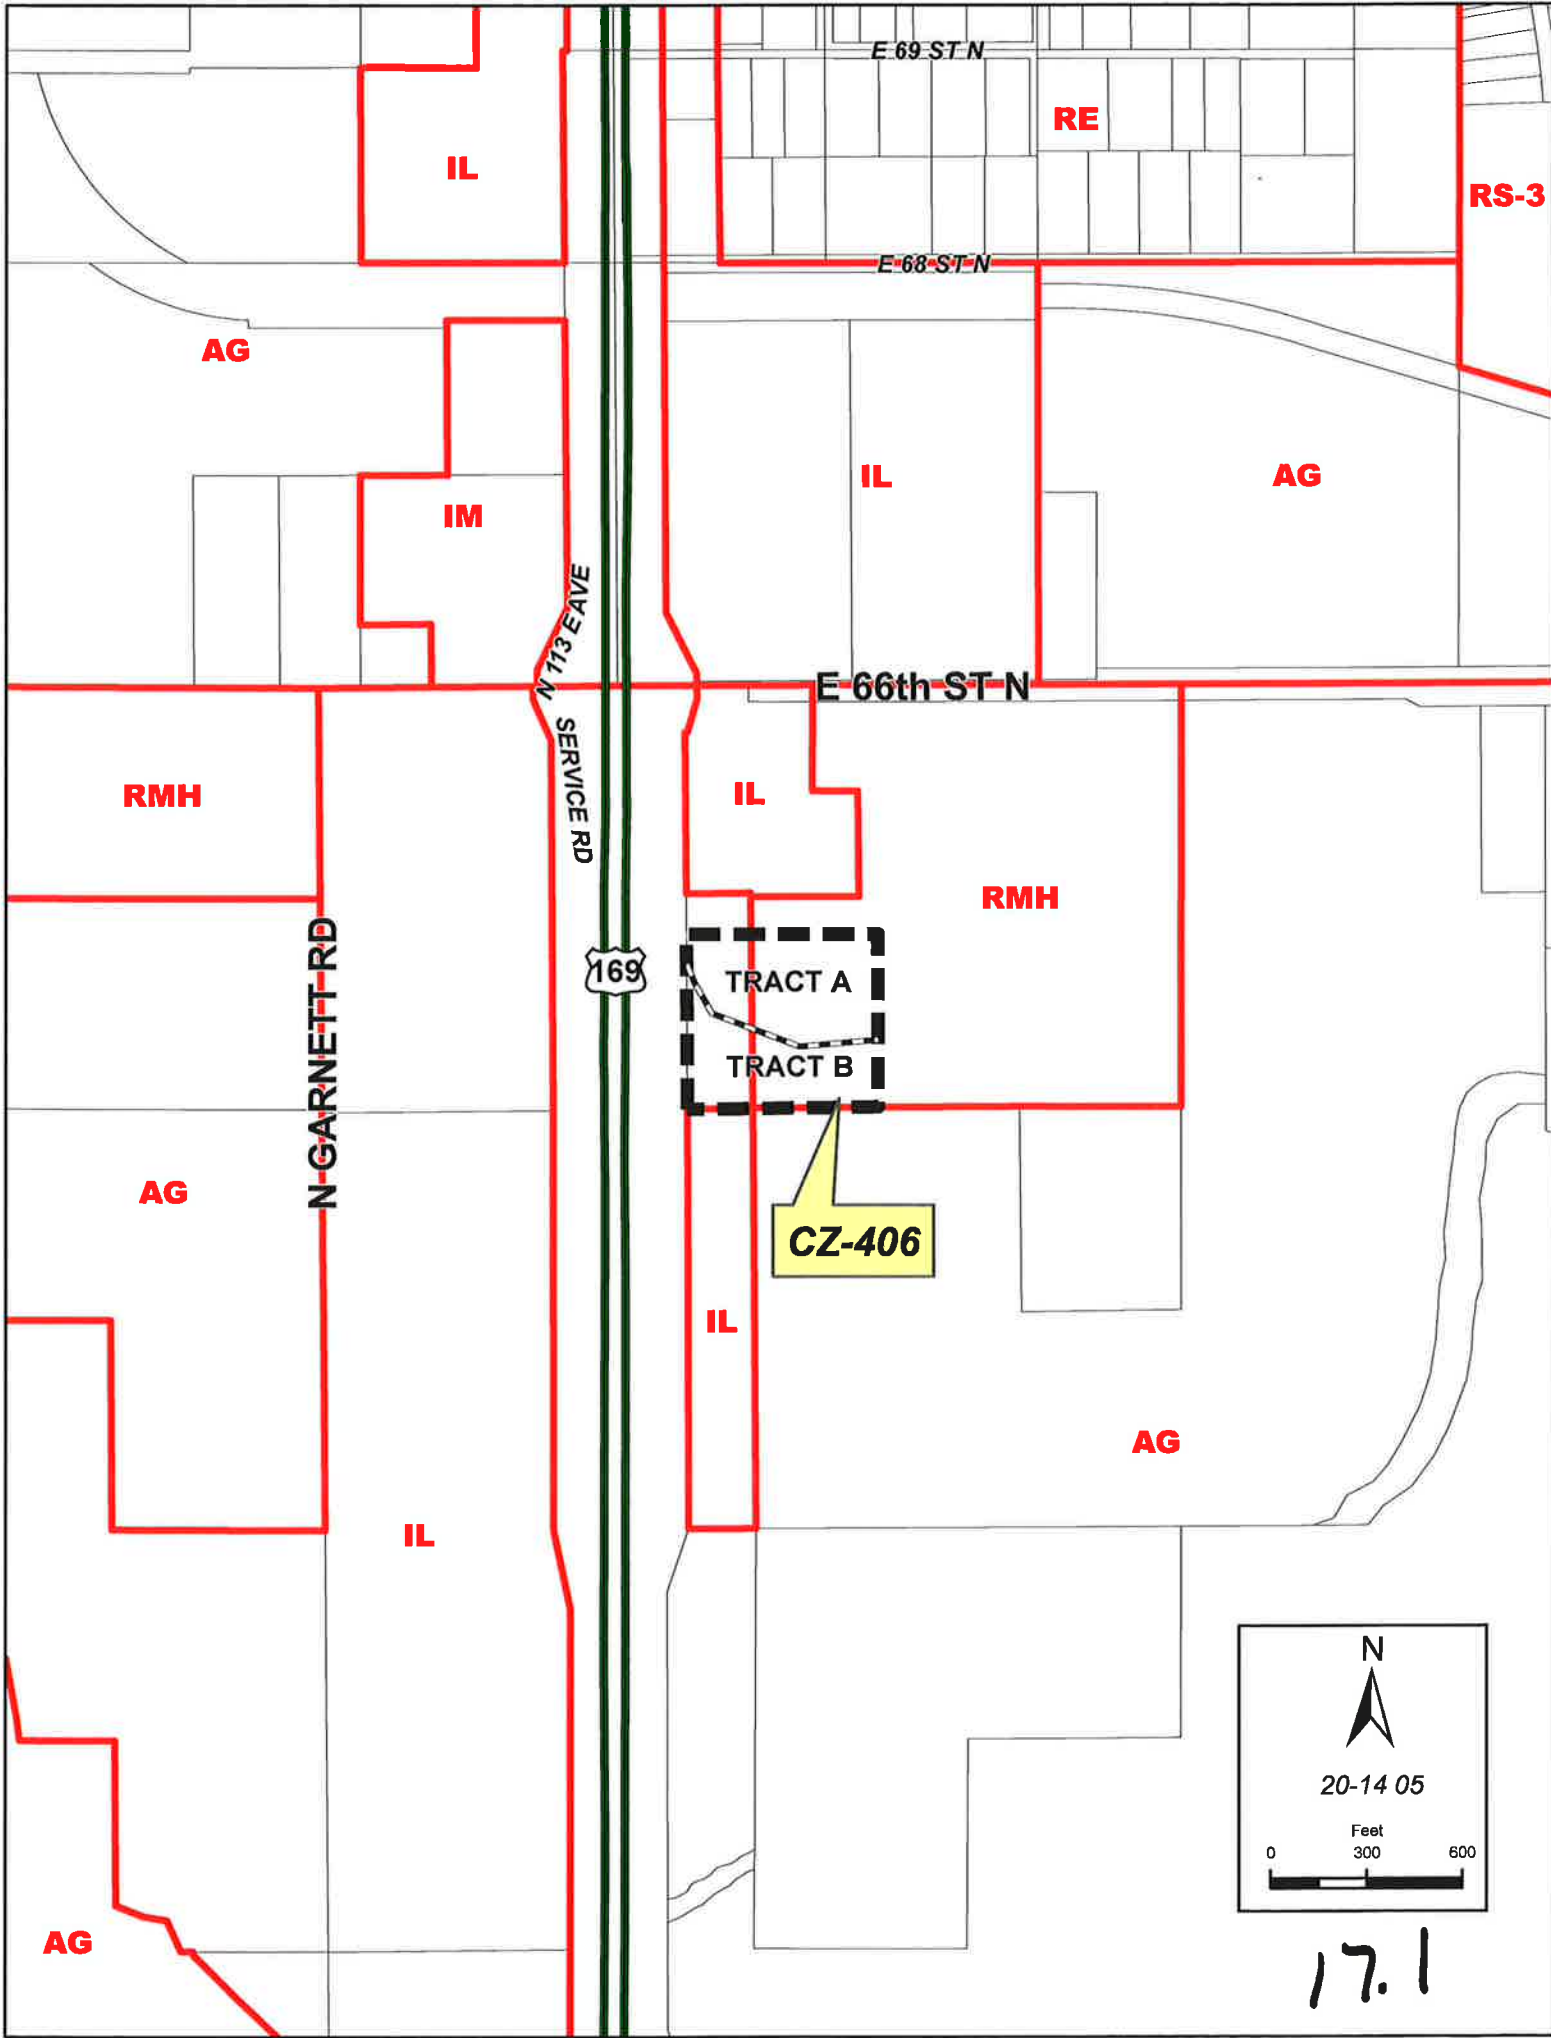 E 69 ST N
RE
IL
RS-3
E 68 ST N
AG
IL
AG
IM
N 113 E AVE
E 66th ST N
SERVICE RD
RMH
IL
RMH
N GARNETT RD
169
TRACT A
TRACT B
AG
CZ-406
IL
AG
IL
N
20-14 05
Feet
0 300 600
AG
17.1